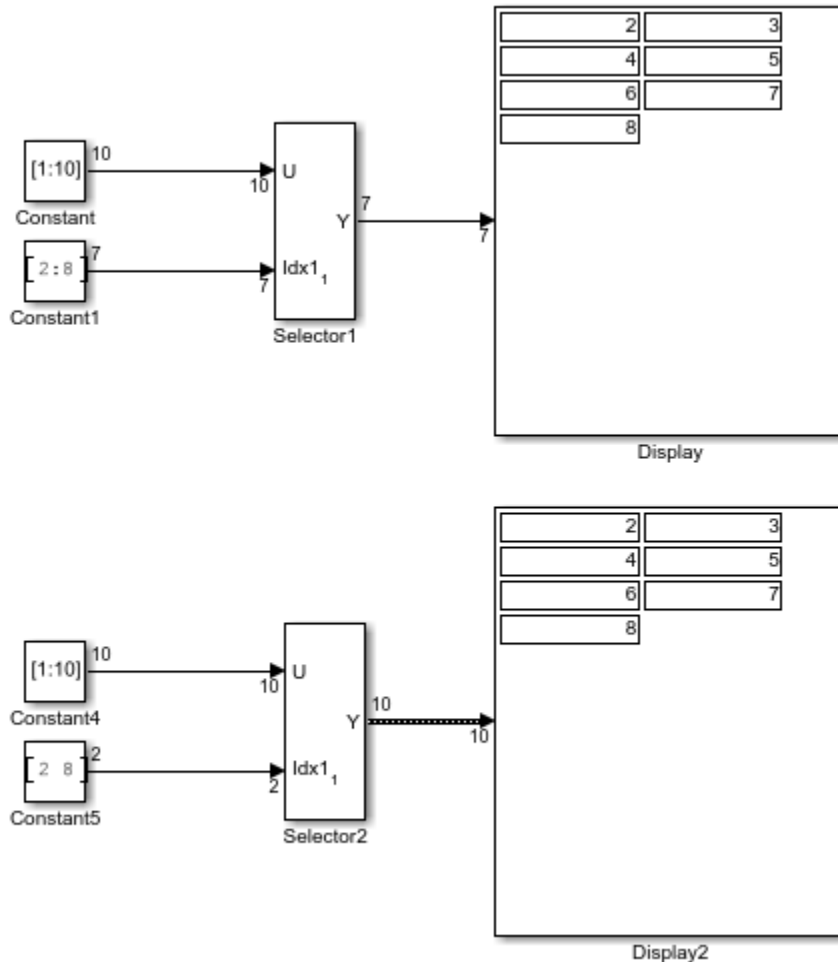 2 3
4 5
6 7
8
[1:10]
10
10
U
Constant
Y
7
7
[ 2:8 ]
7
7
Idx1 1
Constant1
Selector1
Display
2 3
4 5
6 7
8
[1:10]
10
10
U
Constant4
Y
10
10
[ 2 8 ]
2
2
Idx1 1
Constant5
Selector2
Display2